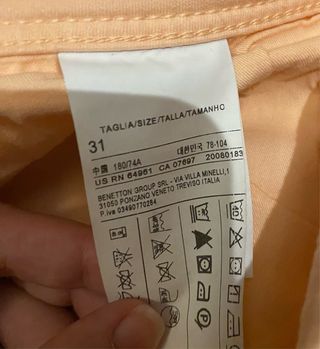 TAGLIA/SIZE/TALLA/TAMANHO
31
中国 180/74A 대한민국 78-104
US RN 64961 CA 07697 20080183
BENETTON GROUP SRL - VIA VILLA MINELLI,1
31050 PONZANO VENETO TREVISO ITALIA
P.iva 03490770264